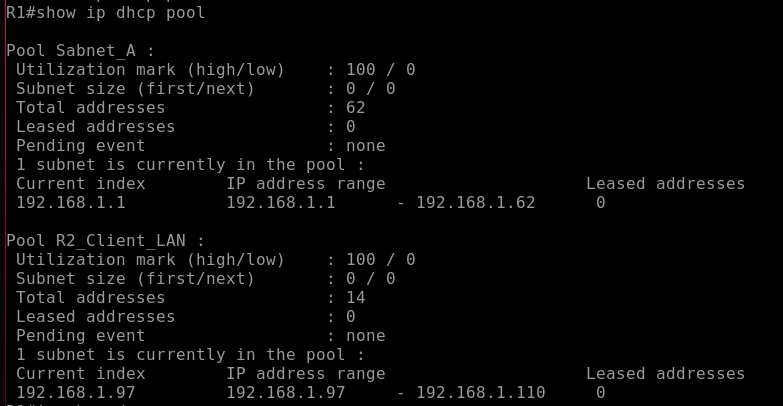 R1#show ip dhcp pool
Pool Sabnet_A :
Utilization mark (high/low)    : 100 / 0
Subnet size (first/next)       : 0 / 0
Total addresses                : 62
Leased addresses               : 0
Pending event                  : none
1 subnet is currently in the pool :
Current index        IP address range                    Leased addresses
192.168.1.1          192.168.1.1      - 192.168.1.62      0
Pool R2_Client_LAN :
Utilization mark (high/low)    : 100 / 0
Subnet size (first/next)       : 0 / 0
Total addresses                : 14
Leased addresses               : 0
Pending event                  : none
1 subnet is currently in the pool :
Current index        IP address range                    Leased addresses
192.168.1.97         192.168.1.97     - 192.168.1.110     0